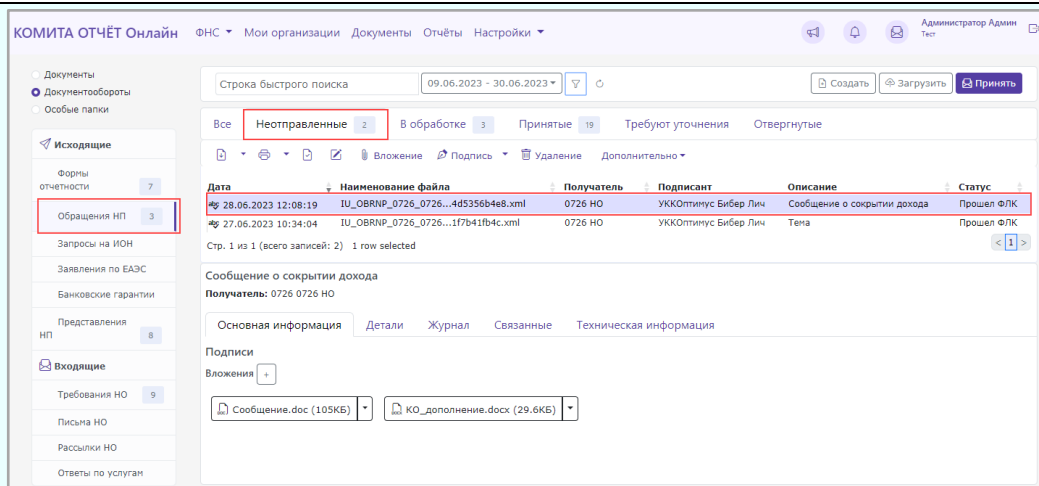 КОМИТА ОТЧЁТ Онлайн ФНС Мои организации Документы Отчёты Настройки Администратор Админ
Тест
Документы
Документообороты
Особые папки
Строка быстрого поиска 09.06.2023 - 30.06.2023 Создать Загрузить Принять
Исходящие
Формы отчетности 7
Обращения НП 3
Запросы на ИОН
Заявления по ЕАЭС
Банковские гарантии
Представления НП 8
Входящие
Требования НО 9
Письма НО
Рассылки НО
Ответы по услугам
Все Неотправленные 2 В обработке 3 Принятые 19 Требуют уточнения Отвергнутые
Вложение Подпись Удаление Дополнительно
Дата Наименование файла Получатель Подписант Описание Статус
28.06.2023 12:08:19 IU_OBRNP_0726_0726...4d5356b4e8.xml 0726 НО УККОптимус Бибер Лич Сообщение о сокрытии дохода Прошел ФЛК
27.06.2023 10:34:04 IU_OBRNP_0726_0726...1f7b41fb4c.xml 0726 НО УККОптимус Бибер Лич Тема Прошел ФЛК
Стр. 1 из 1 (всего записей: 2) 1 row selected < 1 >
Сообщение о сокрытии дохода
Получатель: 0726 0726 НО
Основная информация Детали Журнал Связанные Техническая информация
Подписи
Вложения +
Сообщение.doc (105КБ) КО_дополнение.docx (29.6КБ)